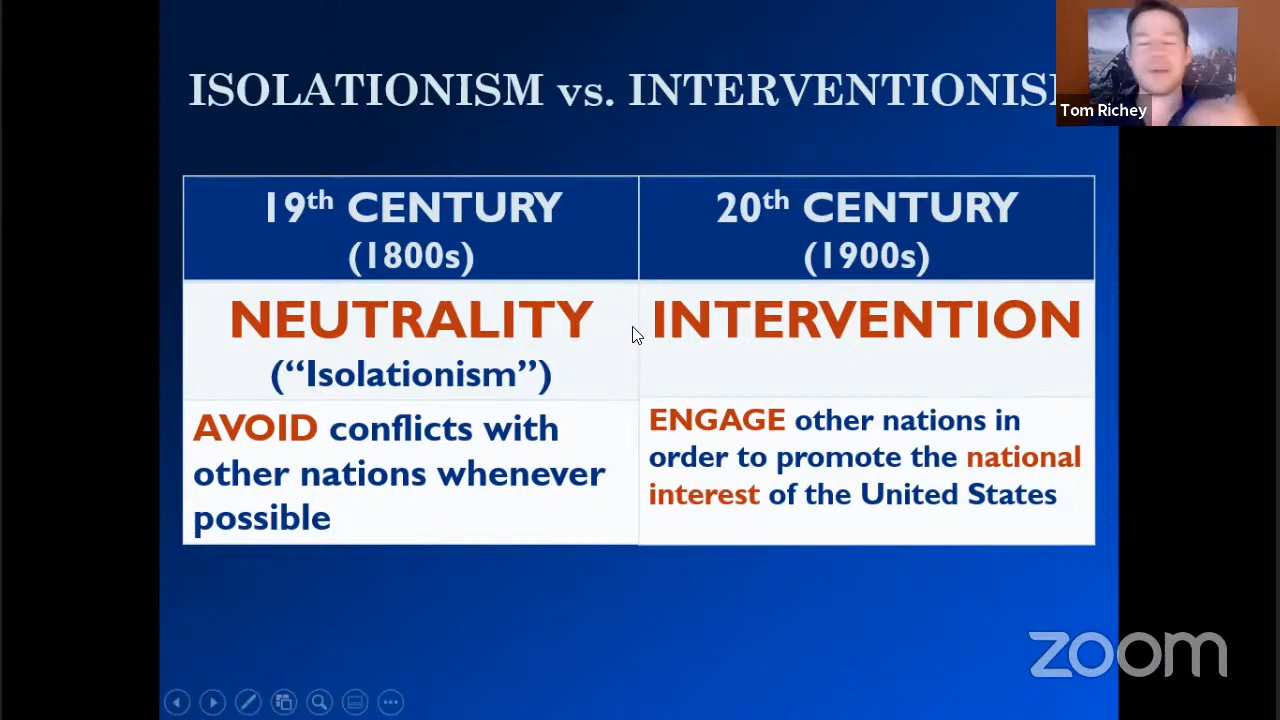 ISOLATIONISM vs. INTERVENTIONIS
Tom Richey
19th CENTURY
(1800s)
20th CENTURY
(1900s)
NEUTRALITY
(“Isolationism”)
INTERVENTION
AVOID conflicts with
other nations whenever
possible
ENGAGE other nations in
order to promote the national
interest of the United States
zoom